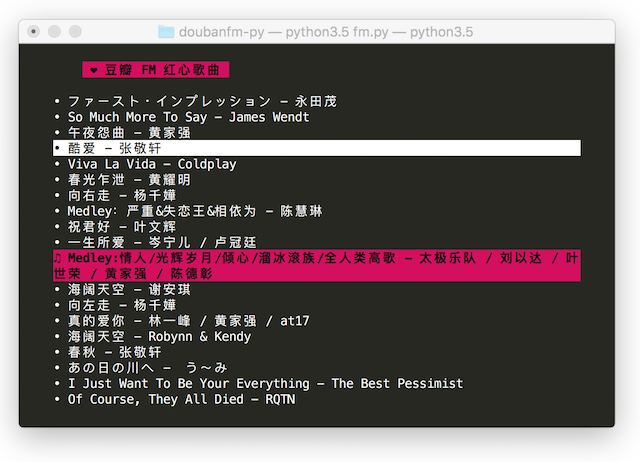 doubanfm-py — python3.5 fm.py — python3.5
❤ 豆瓣 FM 红心歌曲
• ファースト・インプレッション - 永田茂
• So Much More To Say - James Wendt
• 午夜怨曲 - 黄家强
• 酷爱 - 张敬轩
• Viva La Vida - Coldplay
• 春光乍泄 - 黄耀明
• 向右走 - 杨千嬅
• Medley: 严重&失恋王&相依为 - 陈慧琳
• 祝君好 - 叶文辉
• 一生所爱 - 岑宁儿 / 卢冠廷
♫ Medley:情人/光辉岁月/倾心/溜冰滚族/全人类高歌 - 太极乐队 / 刘以达 / 叶
世荣 / 黄家强 / 陈德彰
• 海阔天空 - 谢安琪
• 向左走 - 杨千嬅
• 真的爱你 - 林一峰 / 黄家强 / at17
• 海阔天空 - Robynn & Kendy
• 春秋 - 张敬轩
• あの日の川へ - う〜み
• I Just Want To Be Your Everything - The Best Pessimist
• Of Course, They All Died - RQTN